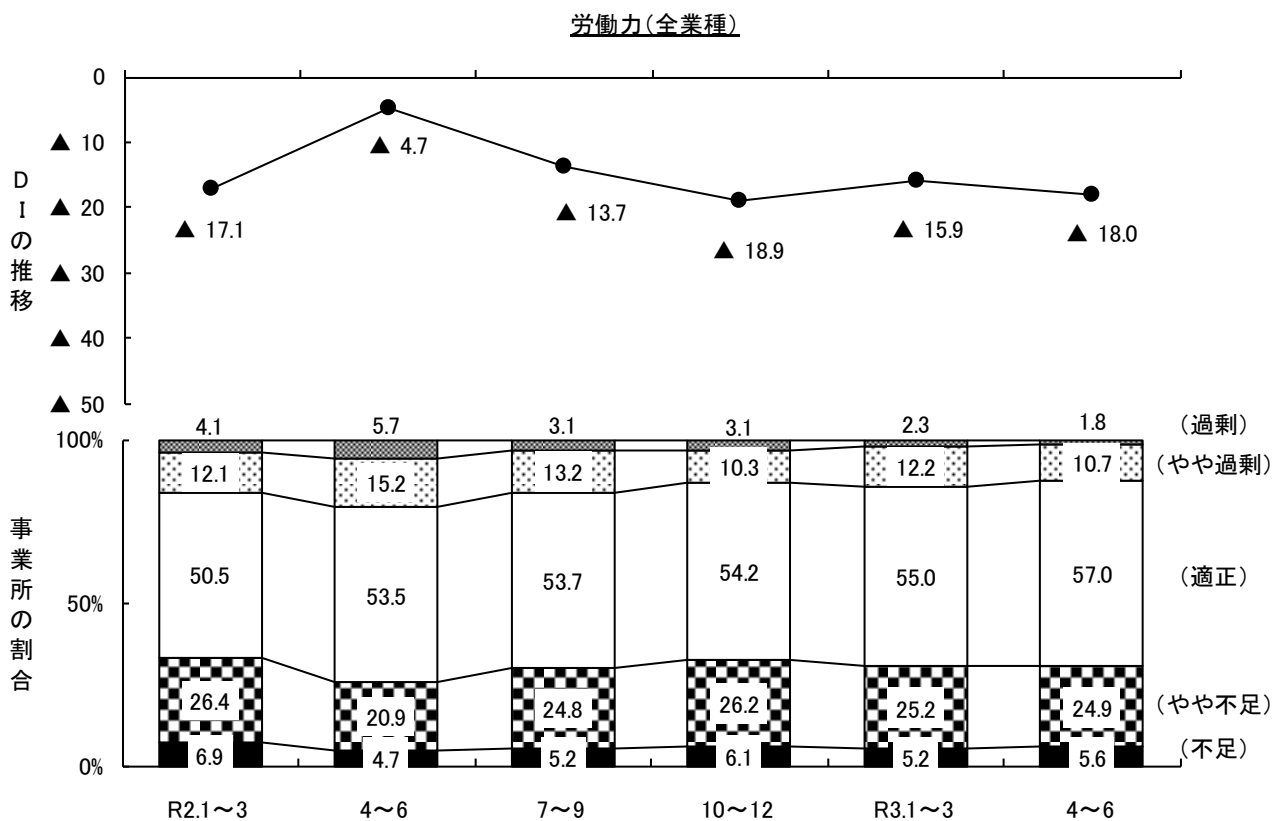 労働力(全業種)
DIの推移
0
▲ 10
▲ 20
▲ 30
▲ 40
▲ 50
▲ 17.1
▲ 4.7
▲ 13.7
▲ 18.9
▲ 15.9
▲ 18.0
事業所の割合
100%
50%
0%
4.1 5.7 3.1 3.1 2.3 1.8 (過剰)
12.1 15.2 13.2 10.3 12.2 10.7 (やや過剰)
50.5 53.5 53.7 54.2 55.0 57.0 (適正)
26.4 20.9 24.8 26.2 25.2 24.9 (やや不足)
6.9 4.7 5.2 6.1 5.2 5.6 (不足)
R2.1～3 4～6 7～9 10～12 R3.1～3 4～6